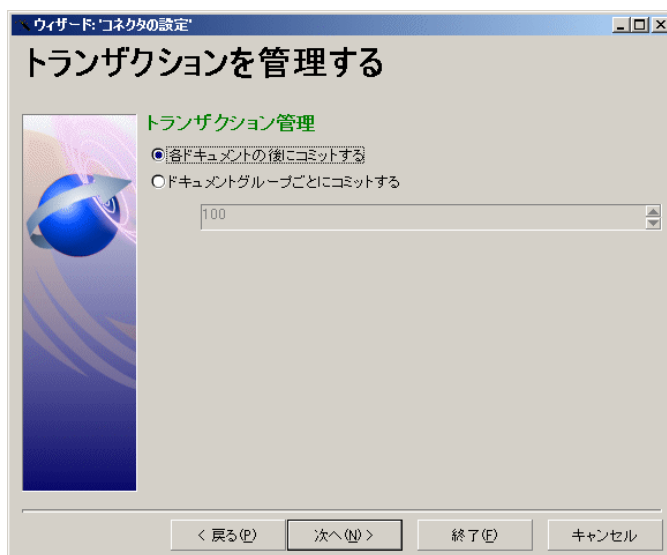 ウィザード: 'コネクタの設定'
トランザクションを管理する
トランザクション管理
各ドキュメントの後にコミットする
ドキュメントグループごとにコミットする
100
< 戻る(P)
次へ(N) >
終了(F)
キャンセル